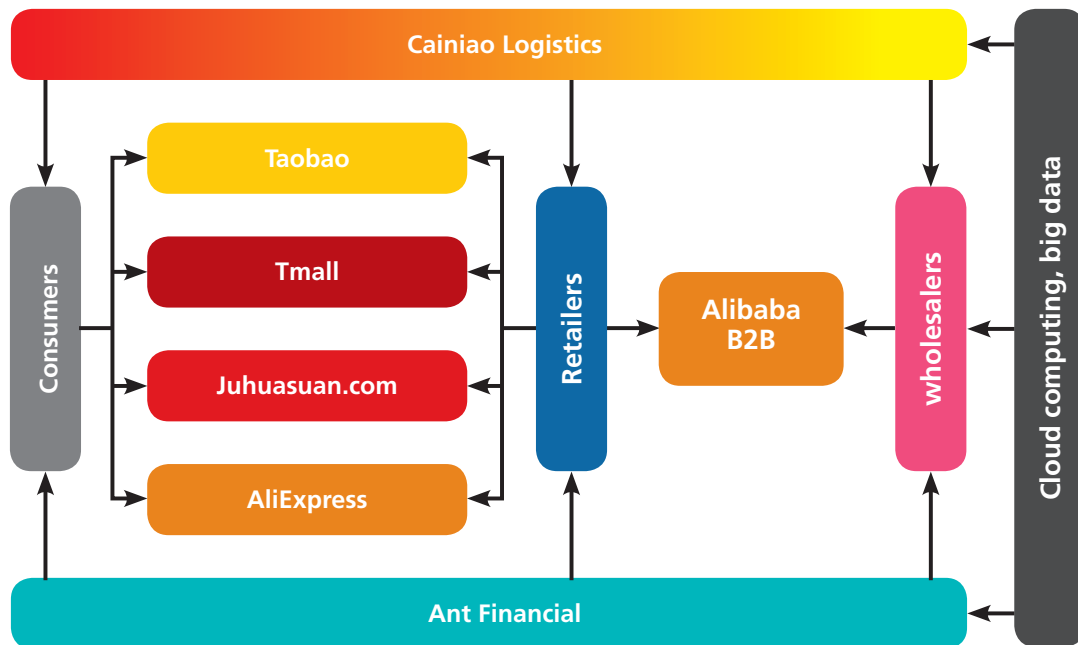 Cainiao Logistics
Taobao
Tmall
Juhuasuan.com
AliExpress
Consumers
Retailers
Alibaba
B2B
wholesalers
Cloud computing, big data
Ant Financial